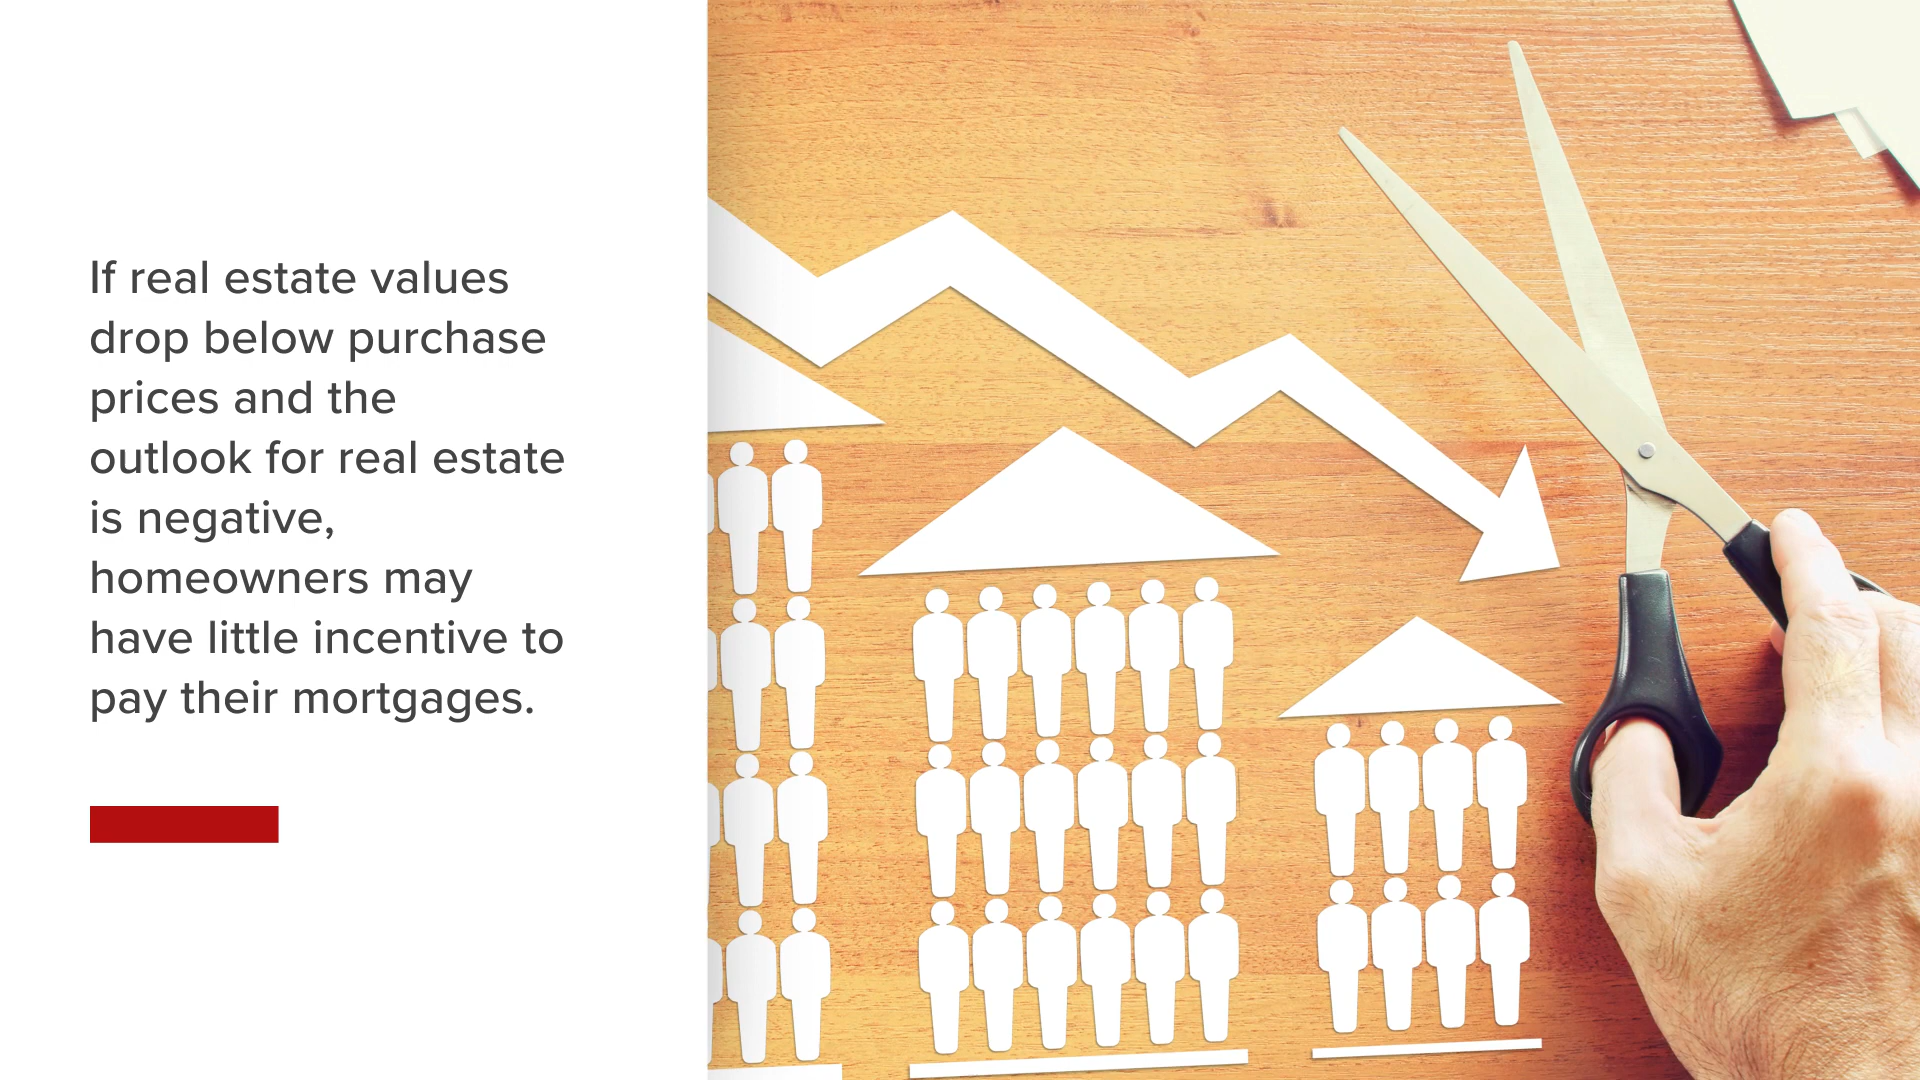 If real estate values
drop below purchase
prices and the
outlook for real estate
is negative,
homeowners may
have little incentive to
pay their mortgages.